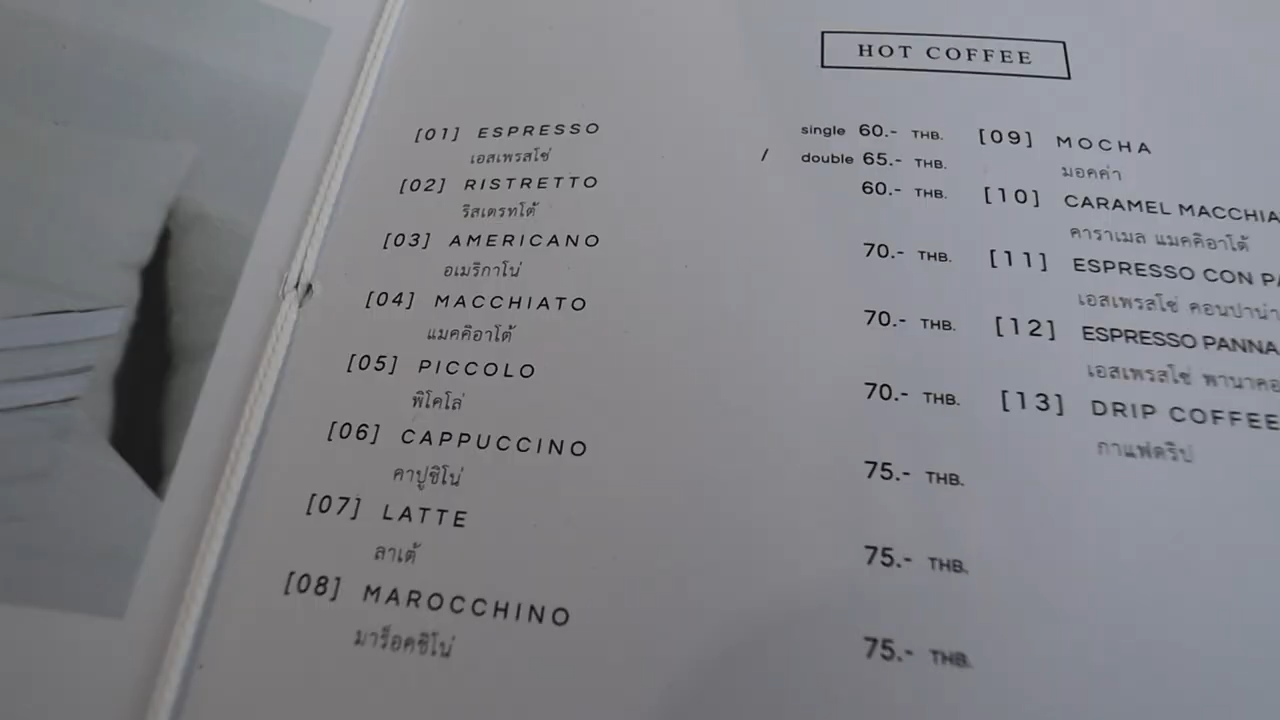 HOT COFFEE
[01] ESPRESSO single 60.- THB.
เอสเพรสโซ่ / double 65.- THB.
[02] RISTRETTO 60.- THB.
ริสเตรทโต้
[03] AMERICANO 70.- THB.
อเมริกาโน่
[04] MACCHIATO 70.- THB.
แมคคิอาโต้
[05] PICCOLO 70.- THB.
พิโคโล่
[06] CAPPUCCINO 75.- THB.
คาปูชิโน่
[07] LATTE 75.- THB.
ลาเต้
[08] MAROCCHINO 75.- THB.
มาร็อคชิโน่
[09] MOCHA
มอคค่า
[10] CARAMEL
คาราเมล แมคคิอาโต้
[11] ESPRESSO CON
เอสเพรสโซ่ คอนปาน่า
[12] ESPRESSO PANNA
เอสเพรสโซ่
[13] DRIP COFFEE
กาแฟดริป